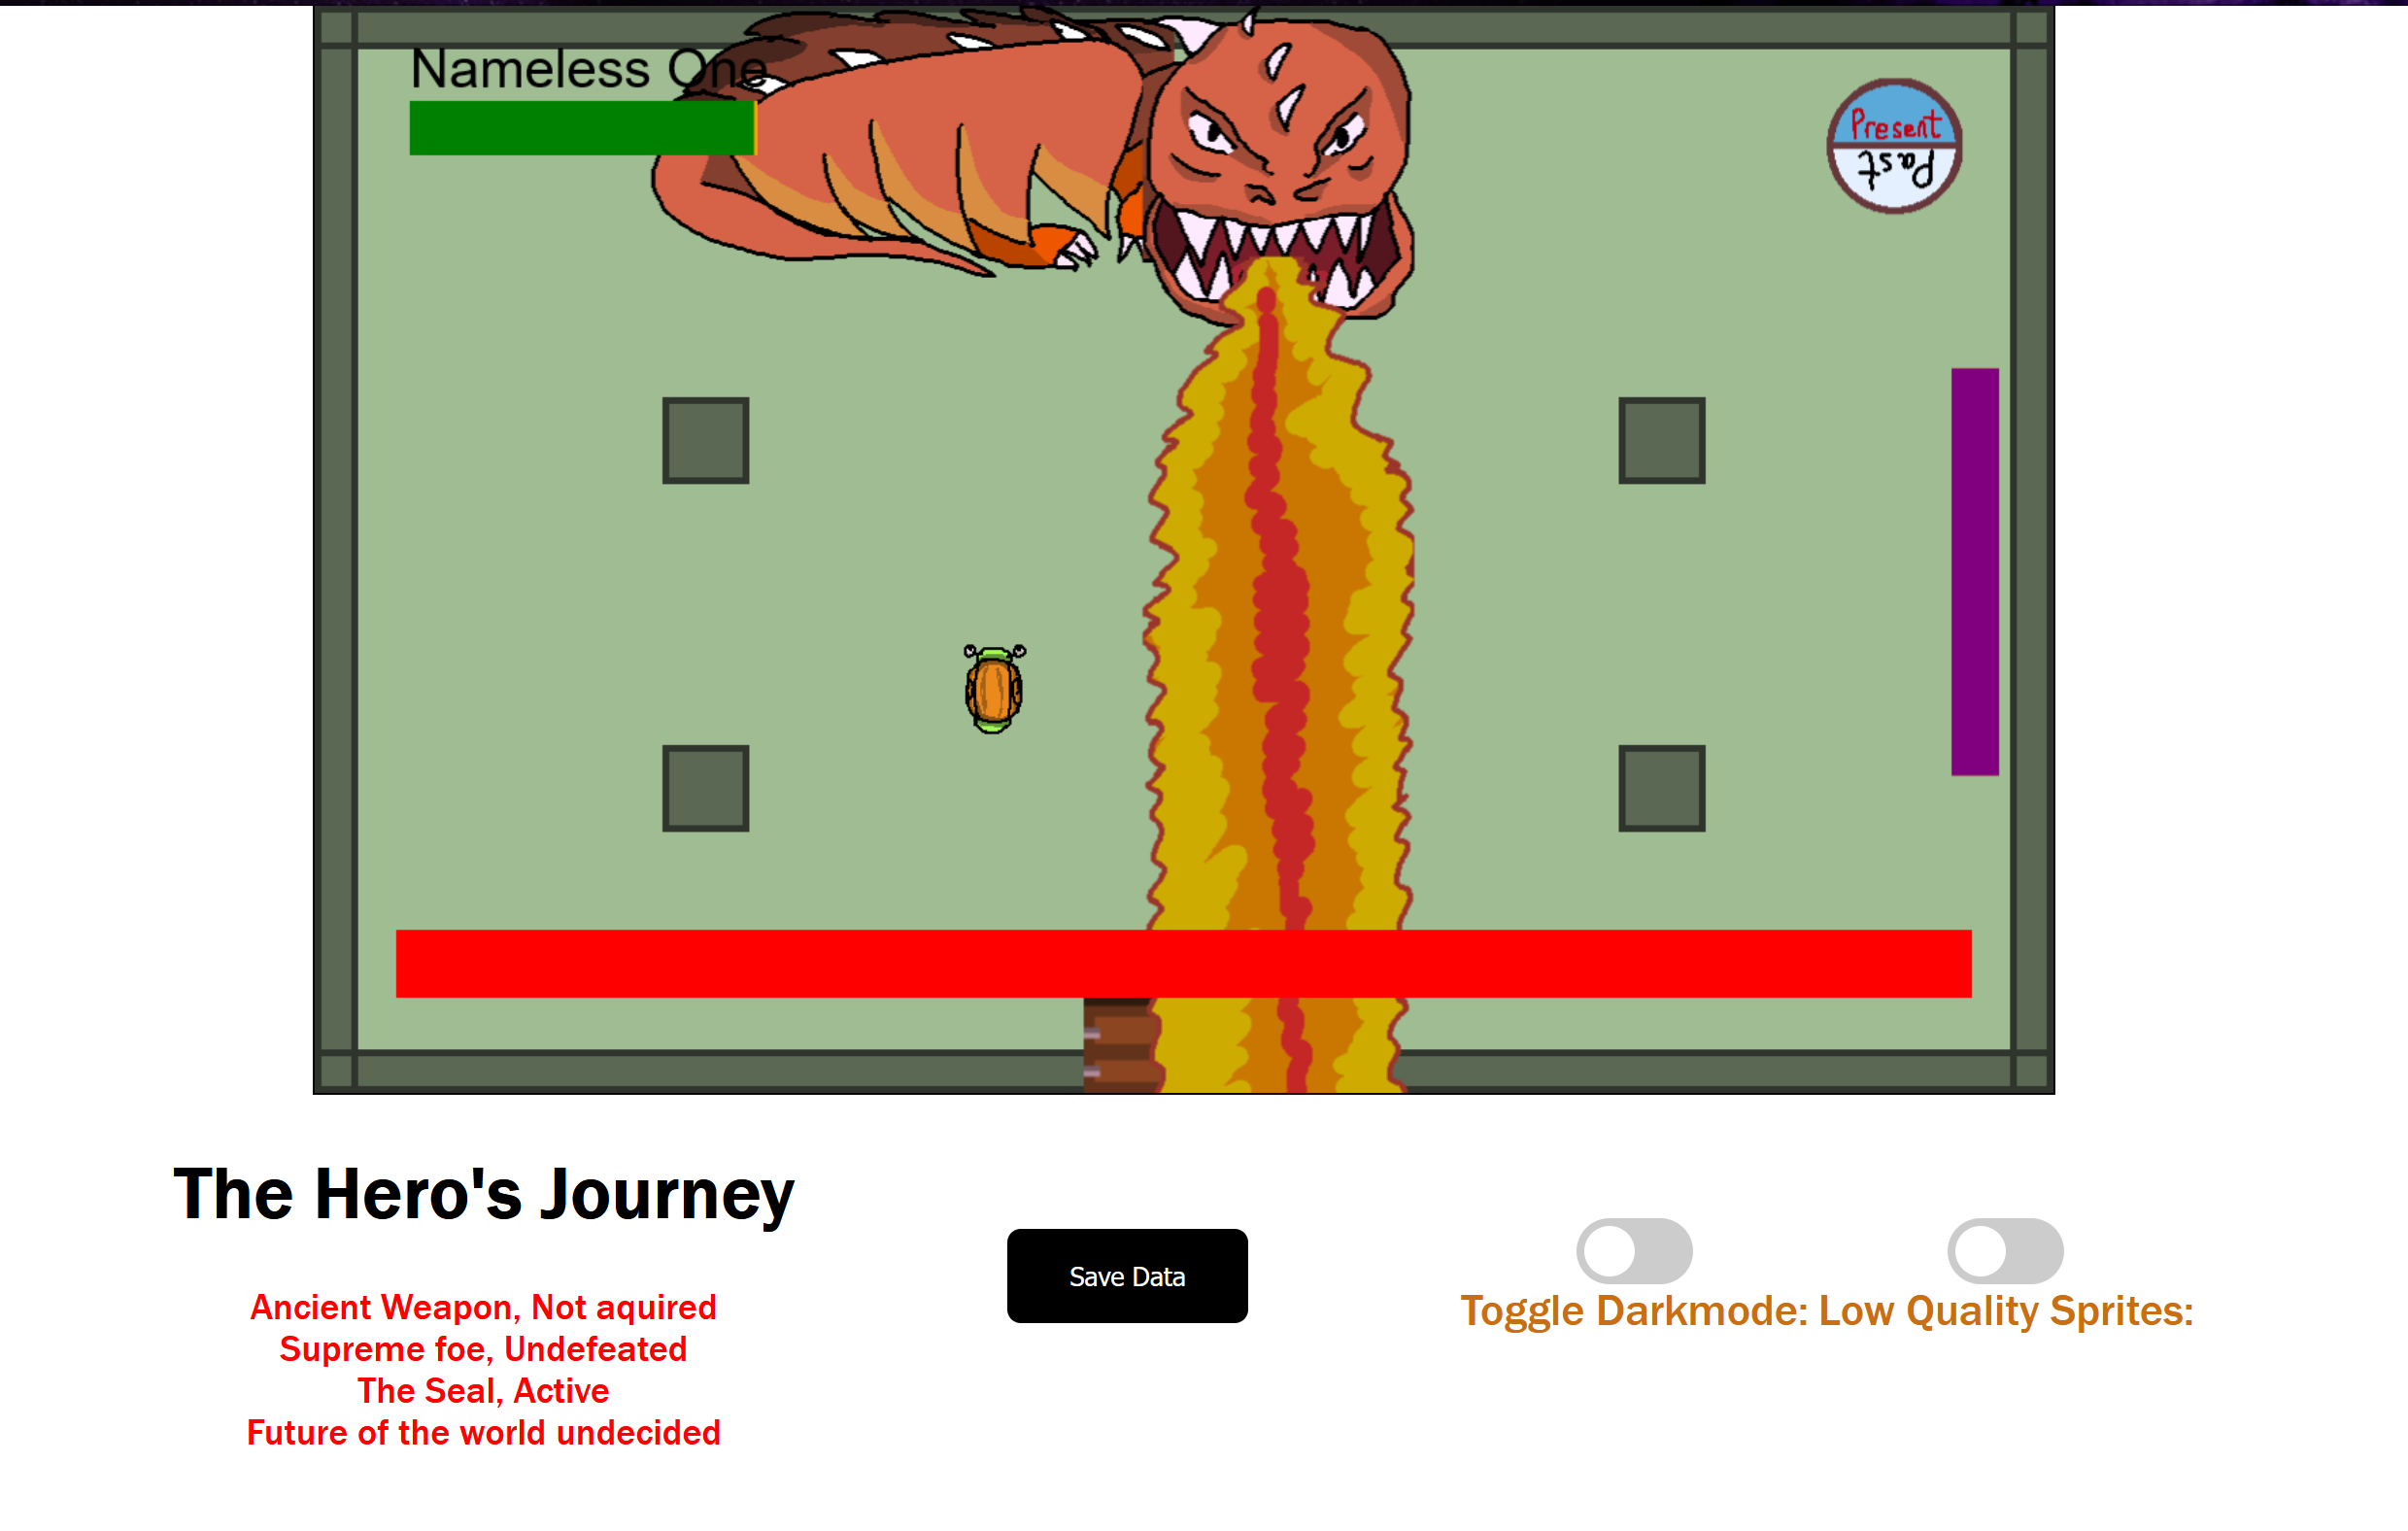 Nameless One
Present
Past
The Hero's Journey
Save Data
Ancient Weapon, Not aquired
Supreme foe, Undefeated
The Seal, Active
Future of the world undecided
Toggle Darkmode: Low Quality Sprites: